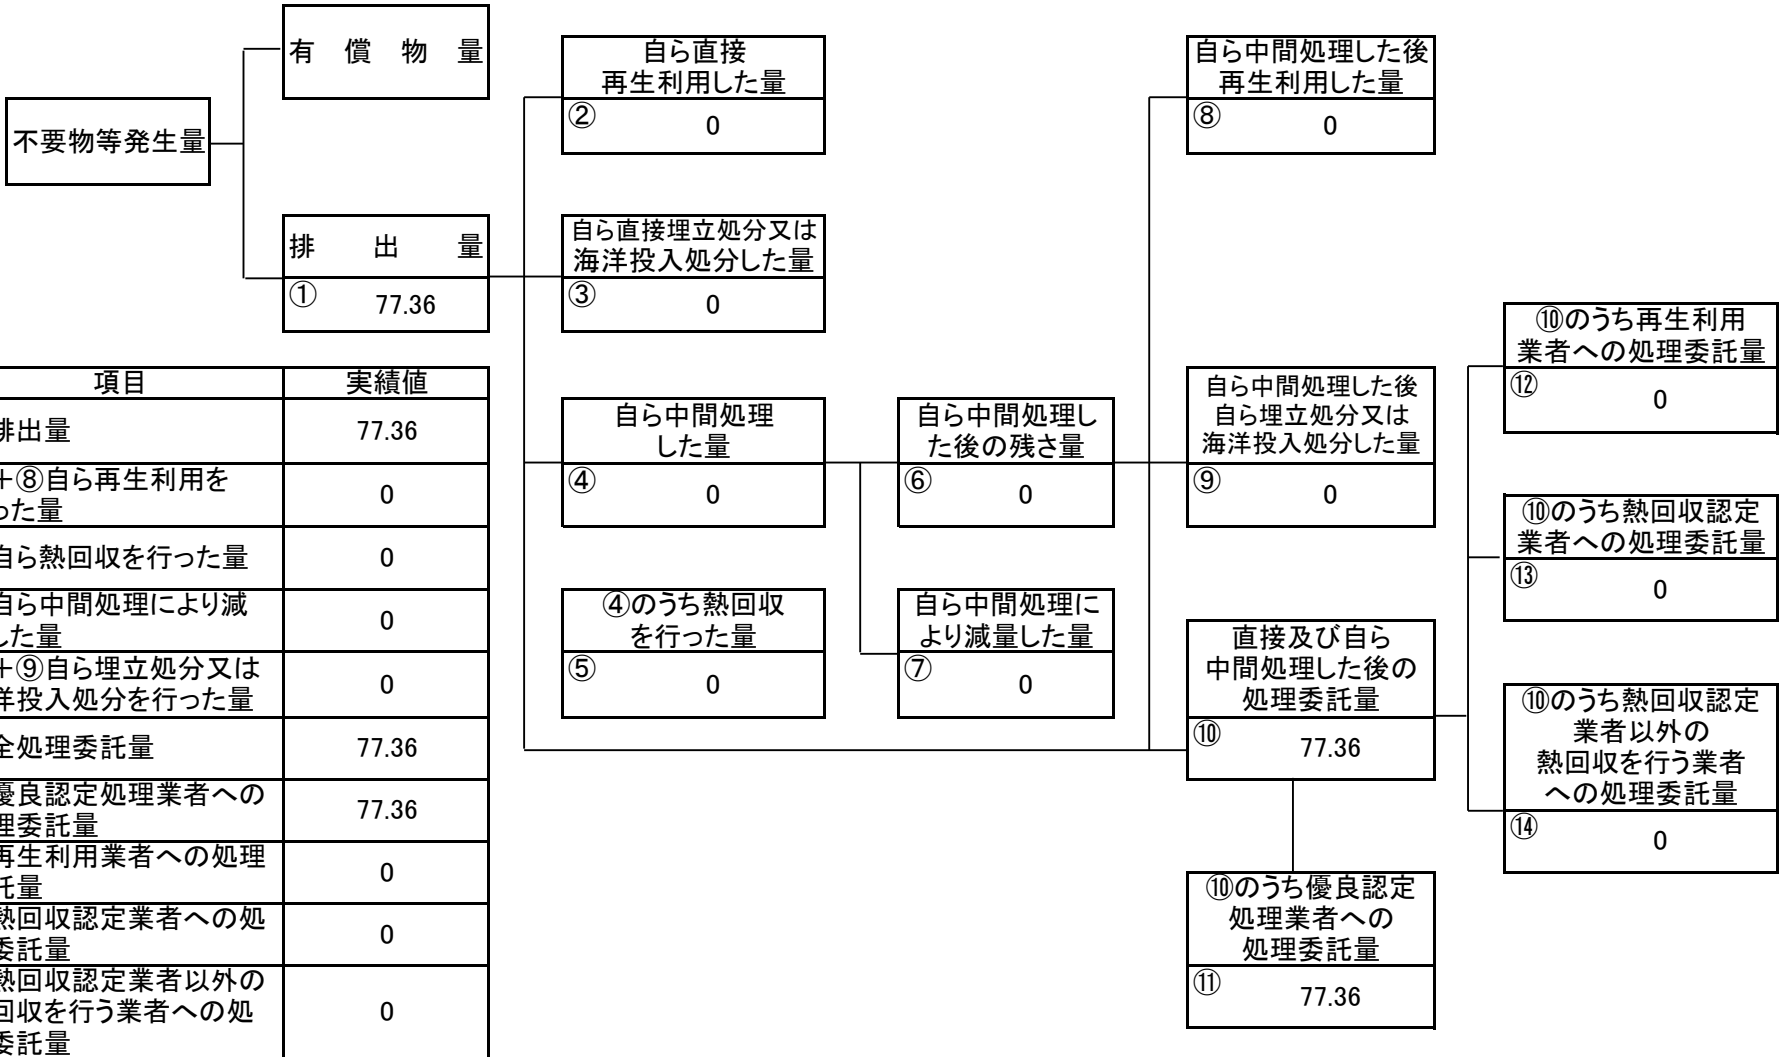 有 償 物 量
不要物等発生量
排 出 量
① 77.36
自ら直接
再生利用した量
② 0
自ら直接埋立処分又は
海洋投入処分した量
③ 0
自ら中間処理
した量
④ 0
④のうち熱回収
を行った量
⑤ 0
自ら中間処理し
た後の残さ量
⑥ 0
自ら中間処理に
より減量した量
⑦ 0
自ら中間処理した後
再生利用した量
⑧ 0
自ら中間処理した後
自ら埋立処分又は
海洋投入処分した量
⑨ 0
直接及び自ら
中間処理した後の
処理委託量
⑩ 77.36
⑩のうち優良認定
処理業者への
処理委託量
⑪ 77.36
⑩のうち再生利用
業者への処理委託量
⑫ 0
⑩のうち熱回収認定
業者への処理委託量
⑬ 0
⑩のうち熱回収認定
業者以外の
熱回収を行う業者
への処理委託量
⑭ 0
項目 実績値
排出量 77.36
+⑧自ら再生利用を
った量 0
自ら熱回収を行った量 0
自ら中間処理により減
した量 0
+⑨自ら埋立処分又は
洋投入処分を行った量 0
全処理委託量 77.36
優良認定処理業者への
理委託量 77.36
再生利用業者への処理
託量 0
熱回収認定業者への処
委託量 0
熱回収認定業者以外の
回収を行う業者への処
委託量 0